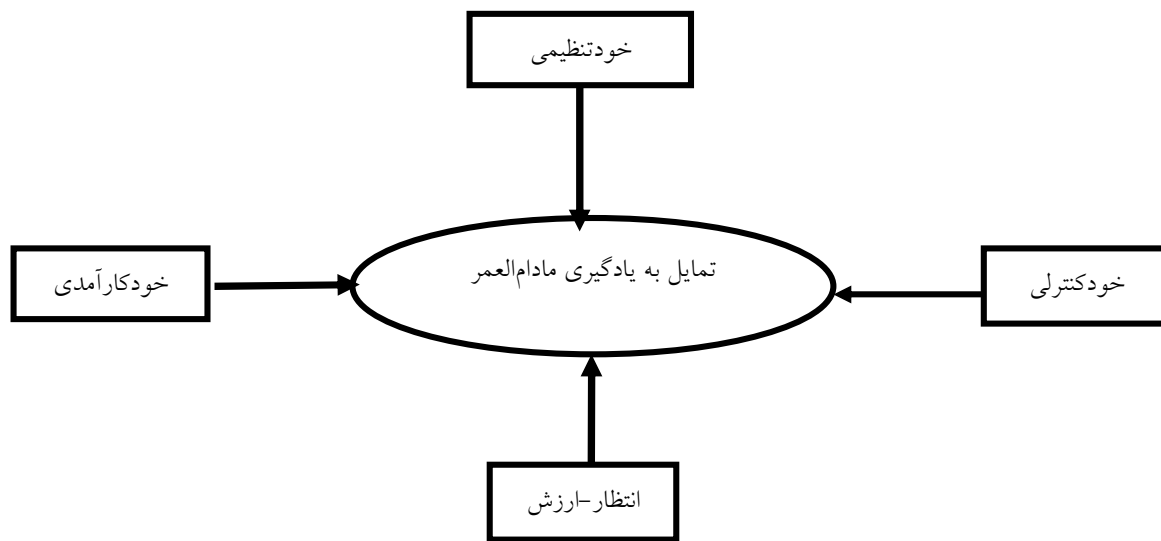 خودتنظیمی
تمایل به یادگیری مادام‌العمر
خودکنترلی
خودکارآمدی
انتظار-ارزش